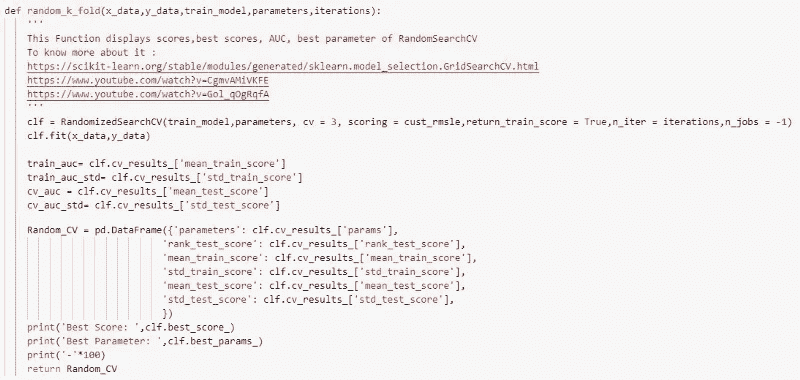 def random_k_fold(x_data,y_data,train_model,parameters,iterations):
'''
This Function displays scores,best scores, AUC, best parameter of RandomSearchCV
To know more about it :
https://scikit-learn.org/stable/modules/generated/sklearn.model_selection.GridSearchCV.html
https://www.youtube.com/watch?v=CgmvAMiVKFE
https://www.youtube.com/watch?v=Gol_qOgRqfA
'''
clf = RandomizedSearchCV(train_model,parameters, cv = 3, scoring = cust_rmsle,return_train_score = True,n_iter = iterations,n_jobs = -1)
clf.fit(x_data,y_data)
train_auc= clf.cv_results_['mean_train_score']
train_auc_std= clf.cv_results_['std_train_score']
cv_auc = clf.cv_results_['mean_test_score']
cv_auc_std= clf.cv_results_['std_test_score']
Random_CV = pd.DataFrame({'parameters': clf.cv_results_['params'],
'rank_test_score': clf.cv_results_['rank_test_score'],
'mean_train_score': clf.cv_results_['mean_train_score'],
'std_train_score': clf.cv_results_['std_train_score'],
'mean_test_score': clf.cv_results_['mean_test_score'],
'std_test_score': clf.cv_results_['std_test_score'],
})
print('Best Score: ',clf.best_score_)
print('Best Parameter: ',clf.best_params_)
print('-'*100)
return Random_CV